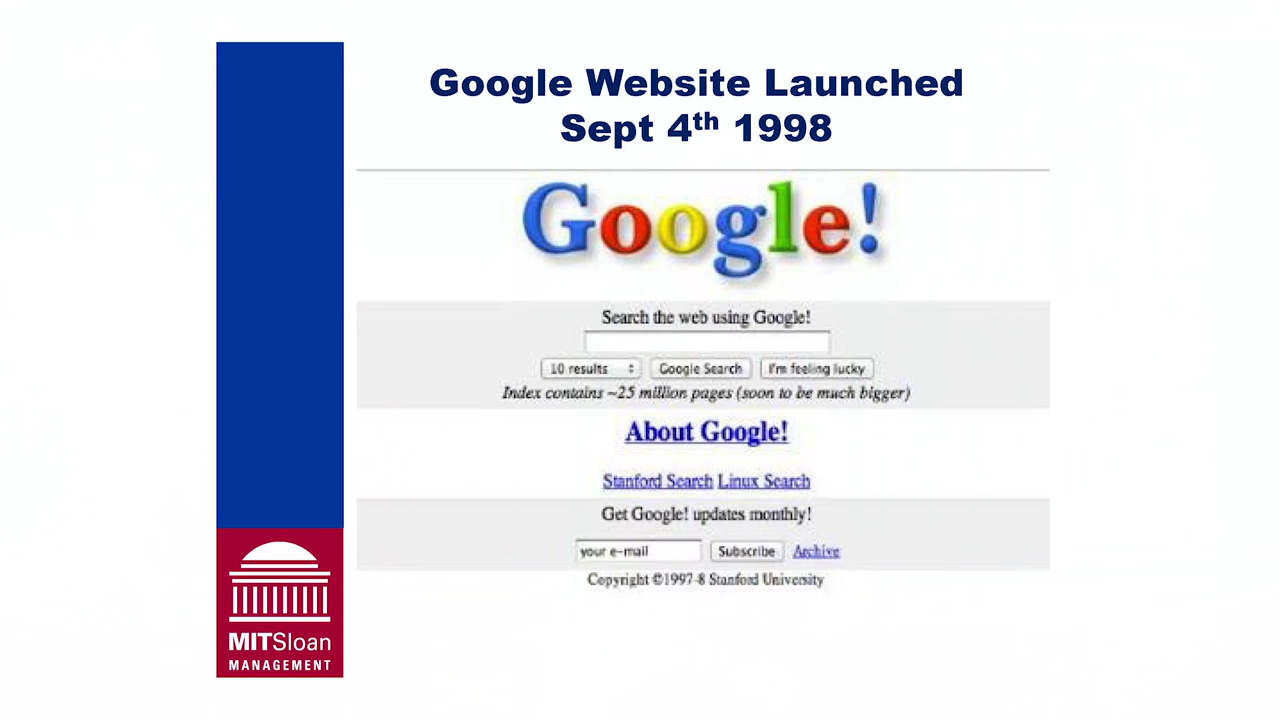 Google Website Launched
Sept 4th 1998
Google!
Search the web using Google!
10 results Google Search I'm feeling lucky
Index contains ~25 million pages (soon to be much bigger)
About Google!
Stanford Search Linux Search
Get Google! updates monthly!
your e-mail Subscribe Archive
Copyright ©1997-8 Stanford University
MITSloan
MANAGEMENT